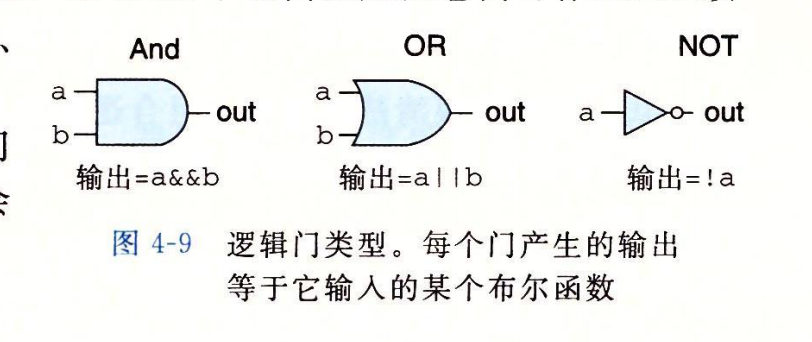 And OR NOT
a a
out out a out
b b
输出=a&&b 输出=a||b 输出=!a
图 4-9 逻辑门类型。每个门产生的输出
等于它输入的某个布尔函数